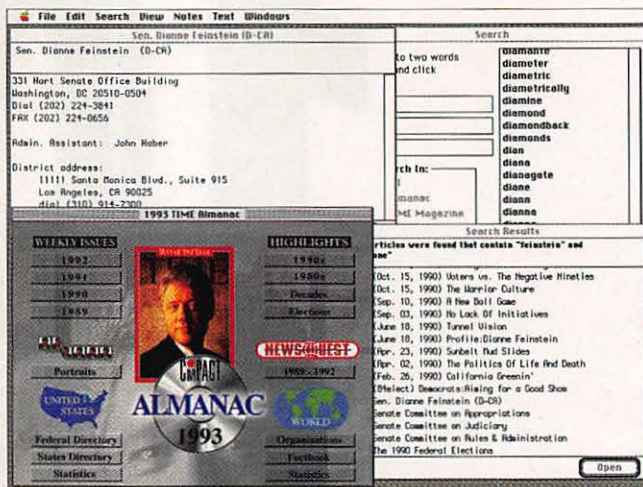 File Edit Search View Notes Text Windows
Sen. Dianne Feinstein (D-CA)
Sen. Dianne Feinstein (D-CA)
331 Hart Senate Office Building
Washington, DC 20510-0504
Dial (202) 224-3841
FAX (202) 224-0656
Admin. Assistant: John Haber
District address:
11111 Santa Monica Blvd., Suite 915
Los Angeles, CA 90025
dial (310) 914-7300
Search
to two words
nd click
rch In:
manac
ME Magazine
diamante
diameter
diametric
diametrically
diamine
diamond
diamondback
diamonds
dian
diana
dianagate
diane
diann
dianna
Search Results
rticles were found that contain "feinstein" and
ne"
(Oct. 15, 1990) Voters vs. The Negative Nineties
(Oct. 15, 1990) The Warrior Culture
(Sep. 10, 1990) A New Ball Game
(Sep. 03, 1990) No Lack Of Initiatives
(June 18, 1990) Tunnel Vision
(June 18, 1990) Profile:Dianne Feinstein
(Apr. 23, 1990) Sunbelt Mud Slides
(Apr. 02, 1990) The Politics Of Life And Death
(Feb. 26, 1990) California Greenin'
Democrats:Aiming for a Good Show
Sen. Dianne Feinstein (D-CA)
Senate Committee on Appropriations
Senate Committee on Judiciary
Senate Committee on Rules & Administration
The 1990 Federal Elections
Open
1993 TIME Almanac
WEEKLY ISSUES
1992
1991
1990
1989
Portraits
UNITED STATES
Federal Directory
States Directory
Statistics
MAN OF THE YEAR
COMPACT
ALMANAC
1993
HIGHLIGHTS
1990s
1980s
Decades
Elections
NEWSQUEST
1989 - 1992
WORLD
Organizations
Factbook
Statistics